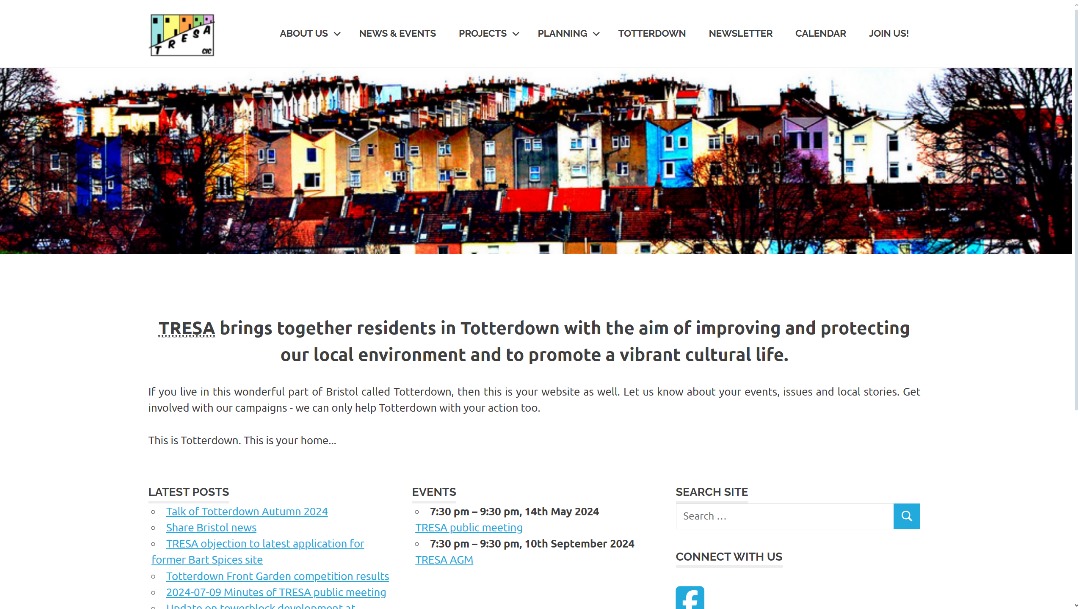 TRESA
CIC
ABOUT US
NEWS & EVENTS
PROJECTS
PLANNING
TOTTERDOWN
NEWSLETTER
CALENDAR
JOIN US!
TRESA brings together residents in Totterdown with the aim of improving and protecting
our local environment and to promote a vibrant cultural life.
If you live in this wonderful part of Bristol called Totterdown, then this is your website as well. Let us know about your events, issues and local stories. Get
involved with our campaigns - we can only help Totterdown with your action too.
This is Totterdown. This is your home...
LATEST POSTS
Talk of Totterdown Autumn 2024
Share Bristol news
TRESA objection to latest application for
former Bart Spices site
Totterdown Front Garden competition results
2024-07-09 Minutes of TRESA public meeting
Update on towerblock development at
EVENTS
7:30 pm – 9:30 pm, 14th May 2024
TRESA public meeting
7:30 pm – 9:30 pm, 10th September 2024
TRESA AGM
SEARCH SITE
Search …
CONNECT WITH US